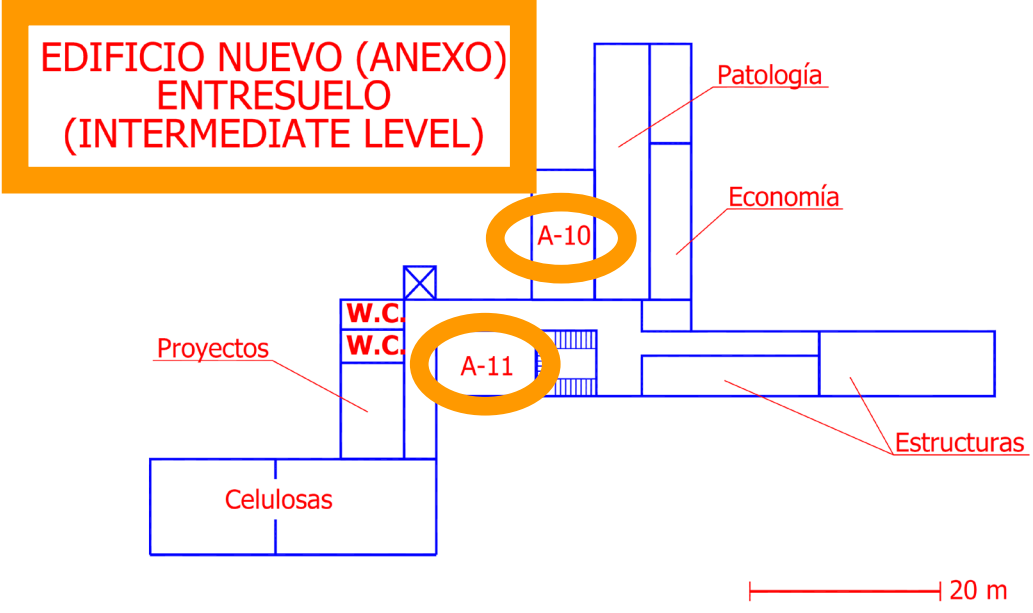 EDIFICIO NUEVO (ANEXO)
ENTRESUELO
(INTERMEDIATE LEVEL)
Patología
Economía
A-10
W.C.
W.C.
Proyectos
A-11
Estructuras
Celulosas
20 m